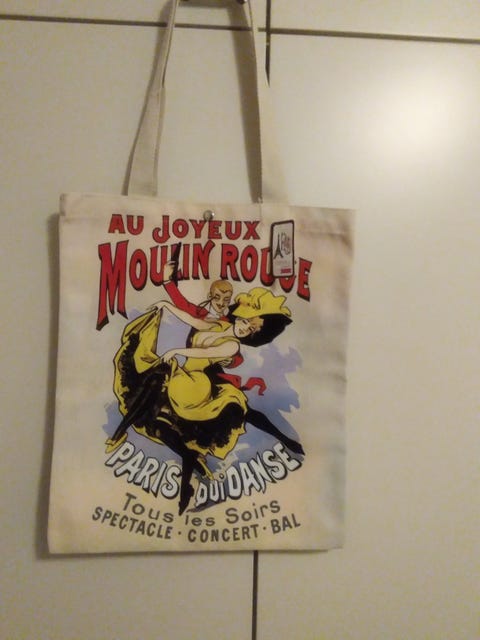 AU JOYEUX
MOULIN ROUGE
PARIS QUI DANSE
Tous les Soirs
SPECTACLE · CONCERT · BAL